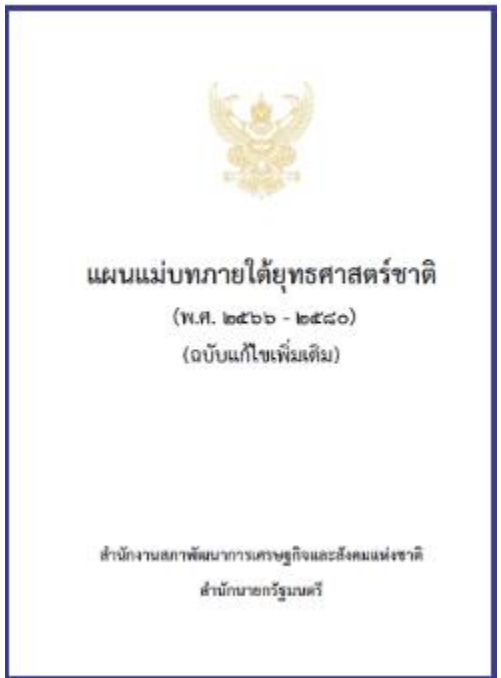 แผนแม่บทภายใต้ยุทธศาสตร์ชาติ
(พ.ศ. ๒๕๖๖ - ๒๕๘๐)
(ฉบับแก้ไขเพิ่มเติม)
สำนักงานสภาพัฒนาการเศรษฐกิจและสังคมแห่งชาติ
สำนักนายกรัฐมนตรี